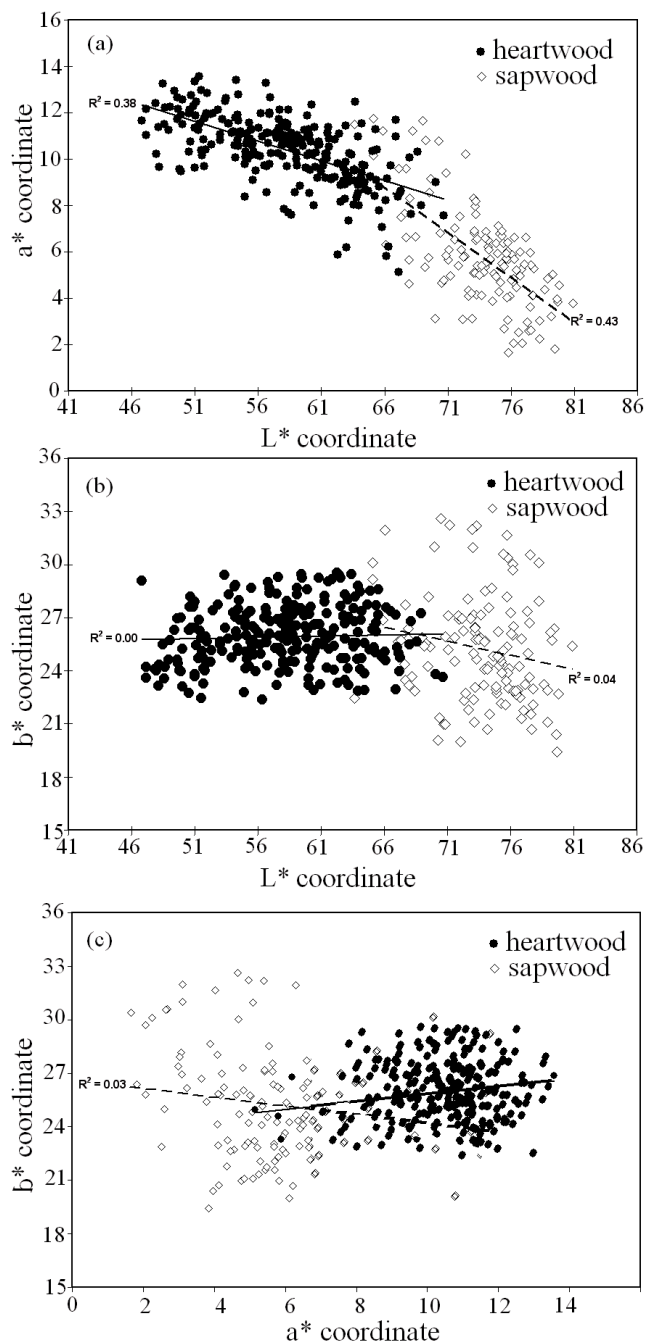 (a)
heartwood
sapwood
R² = 0.38
R² = 0.43
a* coordinate
16
14
12
10
8
6
4
2
0
41 46 51 56 61 66 71 76 81 86
L* coordinate
(b)
heartwood
sapwood
R² = 0.00
R² = 0.04
b* coordinate
36
33
30
27
24
21
18
15
41 46 51 56 61 66 71 76 81 86
L* coordinate
(c)
heartwood
sapwood
R² = 0.03
b* coordinate
36
33
30
27
24
21
18
15
0 2 4 6 8 10 12 14
a* coordinate